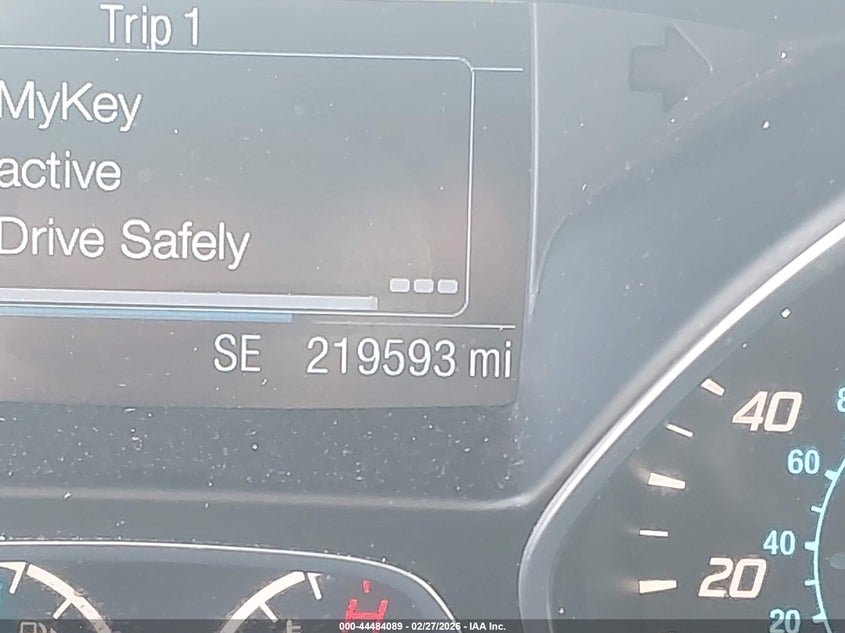 Trip 1
MyKey
active
Drive Safely
SE 219593 mi
40
60
40
20
20
000-44484089 - 02/27/2026 - IAA Inc.